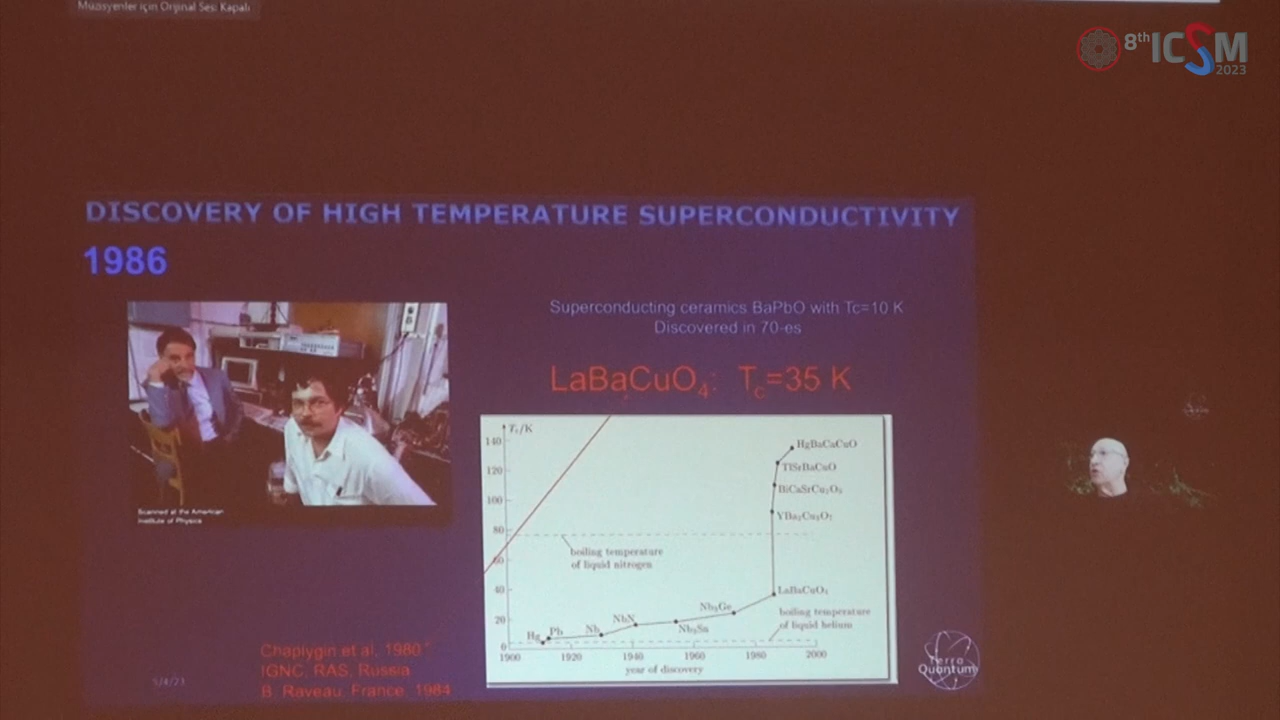 Müzisyenler için Orijinal Ses: Kapalı
8th ICSM
2023
DISCOVERY OF HIGH TEMPERATURE SUPERCONDUCTIVITY
1986
Superconducting ceramics BaPbO with Tc=10 K
Discovered in 70-es
LaBaCuO4: Tc=35 K
Scanned at the American
Institute of Physics
Tc/K
140
120
100
80
60
40
20
0
HgBaCaCuO
TlSrBaCuO
BiCaSrCu2O9
YBa2Cu3O7
boiling temperature
of liquid nitrogen
LaBaCuO4
Nb3Ge
boiling temperature
of liquid helium
Hg
Pb
Nb
NbN
Nb3Sn
1900 1920 1940 1960 1980 2000
year of discovery
Chaplygin et al, 1980
IGNC, RAS, Russia
B. Raveau, France, 1984
5/4/23
Terra
Quantum